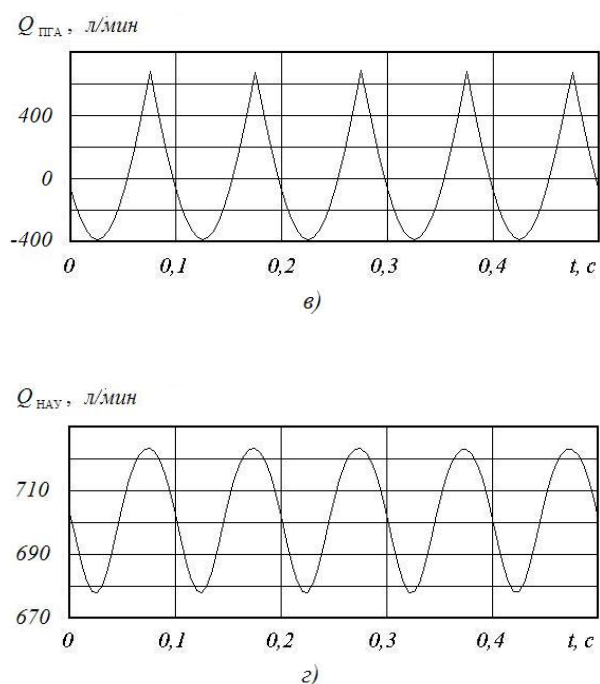 Q ПГА , л/мин
400
0
-400
0 0,1 0,2 0,3 0,4 t, с
в)
Q НАУ , л/мин
710
690
670
0 0,1 0,2 0,3 0,4 t, с
г)